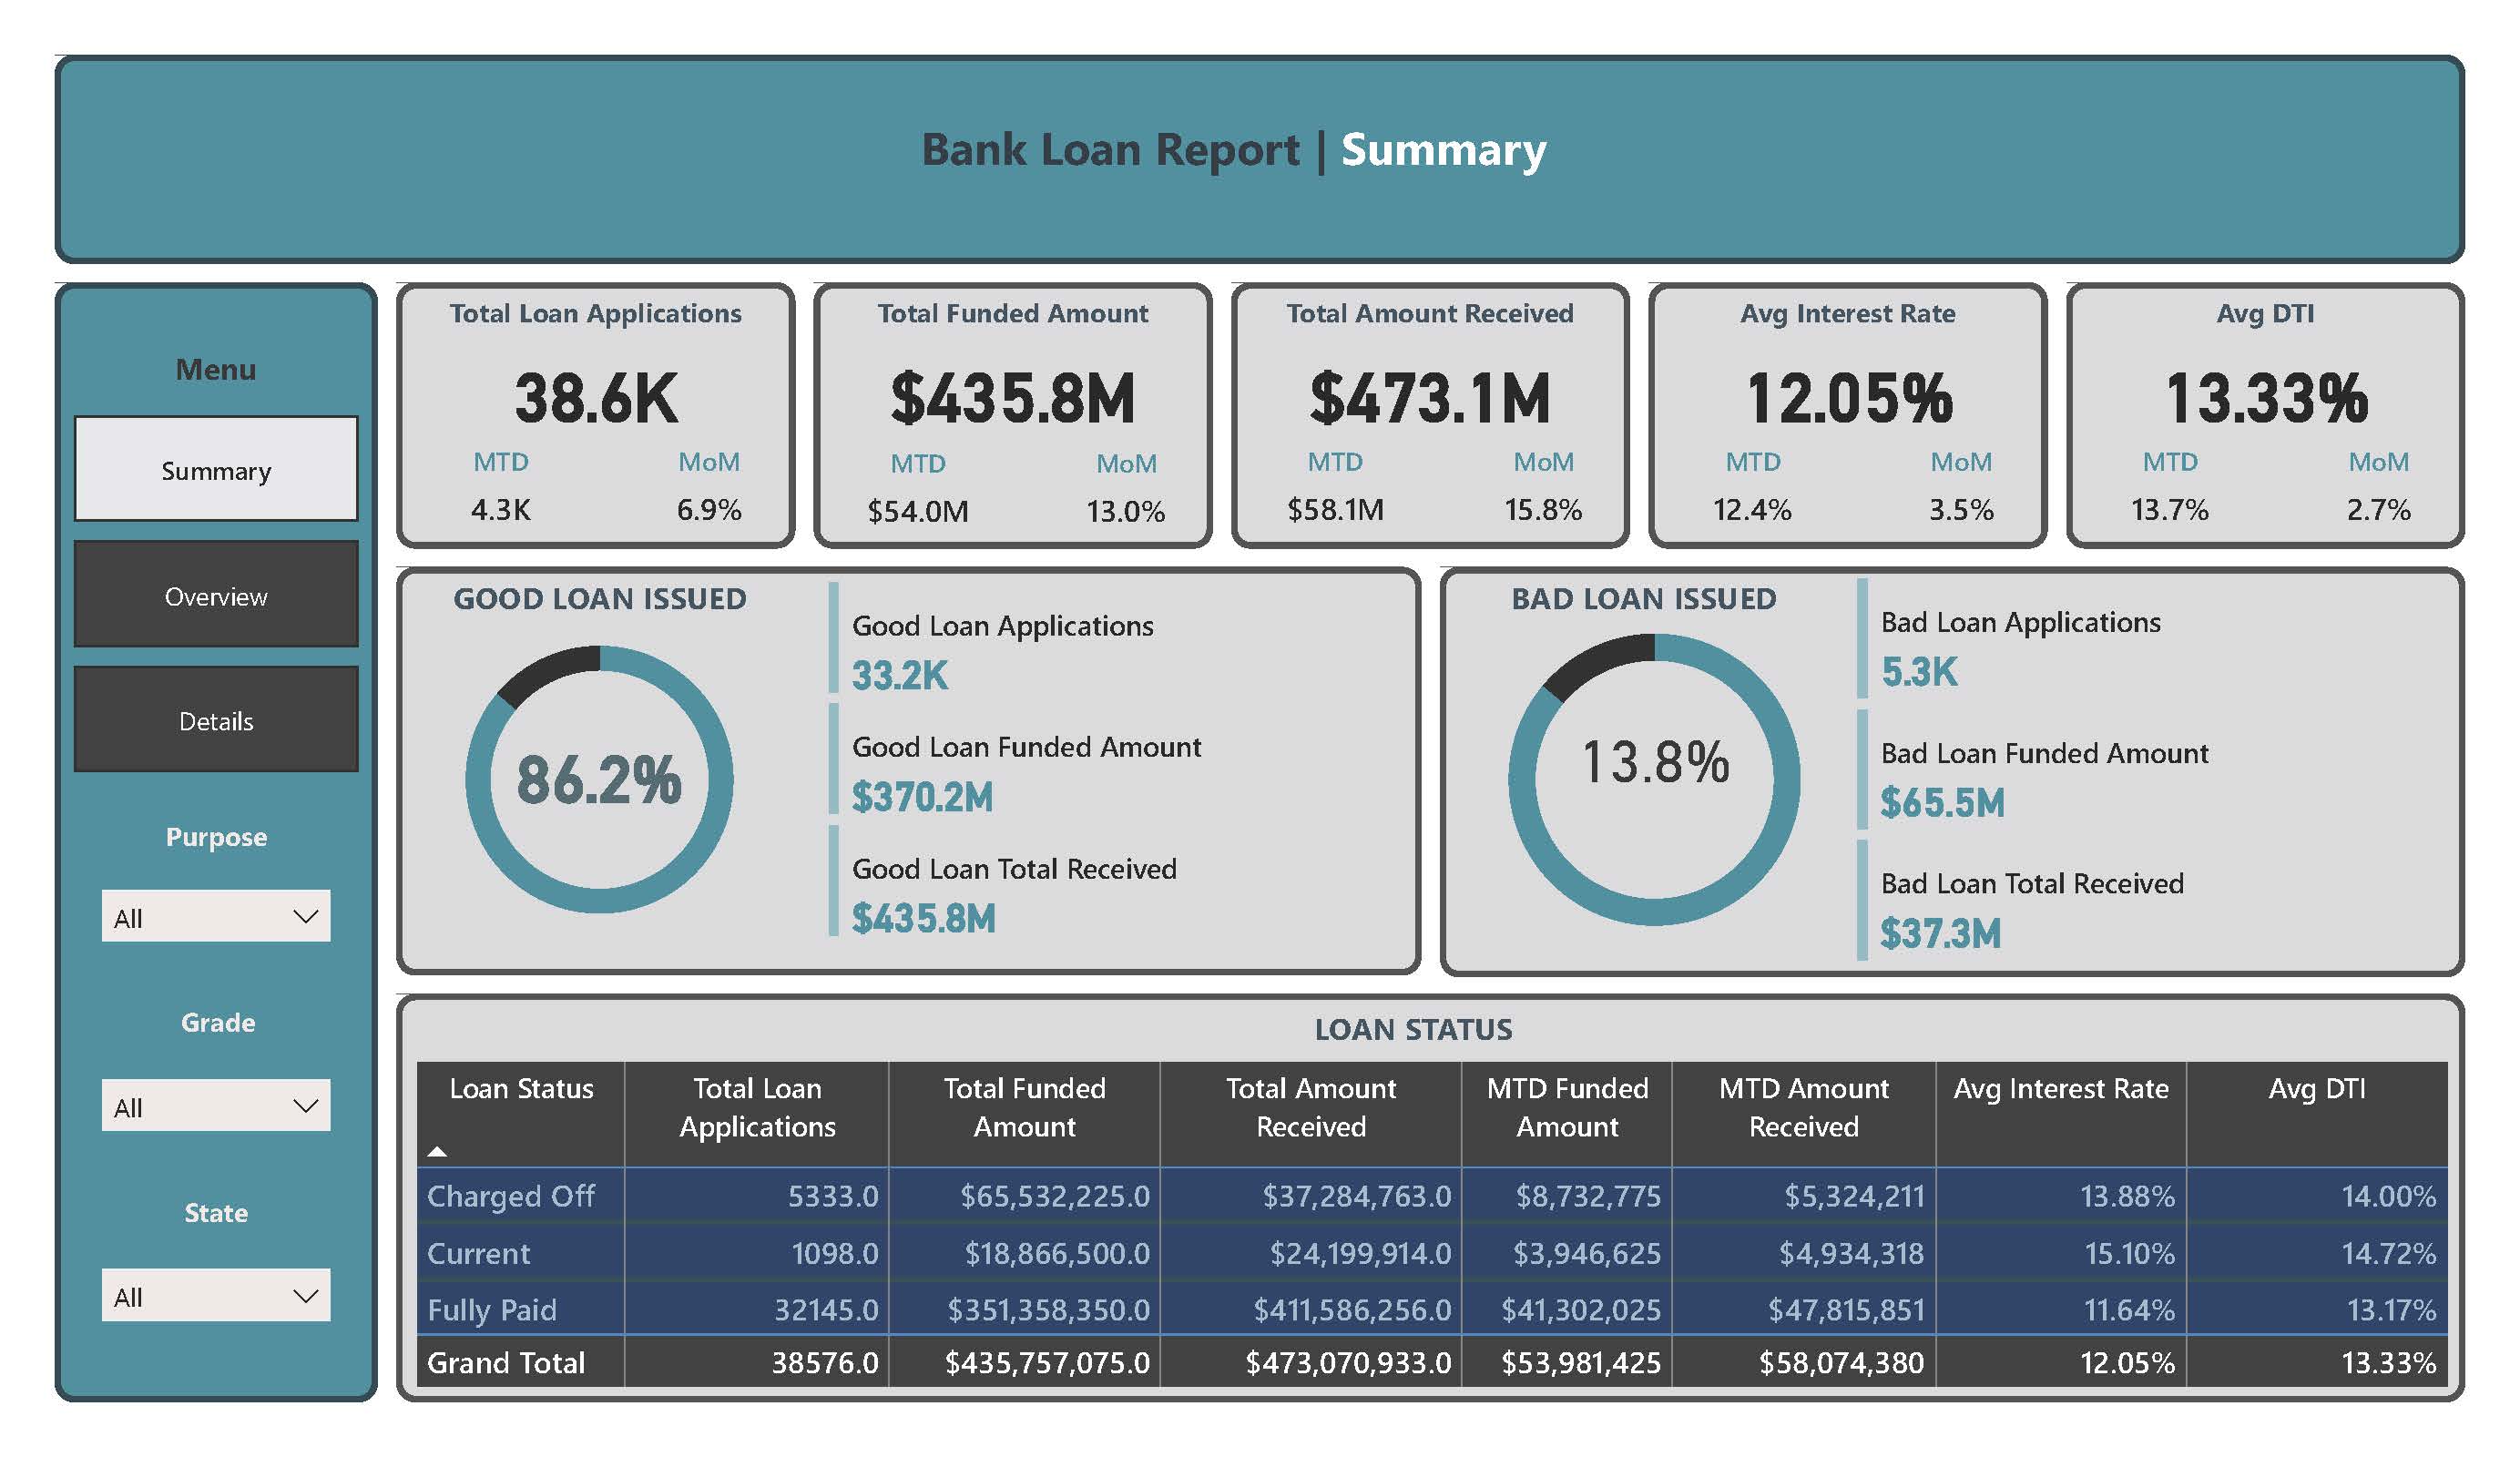 Bank Loan Report | Summary
Menu
Summary
Overview
Details
Purpose
All
Grade
All
State
All
Total Loan Applications
38.6K
MTD MoM
4.3K 6.9%
Total Funded Amount
$435.8M
MTD MoM
$54.0M 13.0%
Total Amount Received
$473.1M
MTD MoM
$58.1M 15.8%
Avg Interest Rate
12.05%
MTD MoM
12.4% 3.5%
Avg DTI
13.33%
MTD MoM
13.7% 2.7%
GOOD LOAN ISSUED
86.2%
Good Loan Applications
33.2K
Good Loan Funded Amount
$370.2M
Good Loan Total Received
$435.8M
BAD LOAN ISSUED
13.8%
Bad Loan Applications
5.3K
Bad Loan Funded Amount
$65.5M
Bad Loan Total Received
$37.3M
LOAN STATUS
Loan Status Total Loan Total Funded Total Amount MTD Funded MTD Amount Avg Interest Rate Avg DTI
Applications Amount Received Amount Received
Charged Off 5333.0 $65,532,225.0 $37,284,763.0 $8,732,775 $5,324,211 13.88% 14.00%
Current 1098.0 $18,866,500.0 $24,199,914.0 $3,946,625 $4,934,318 15.10% 14.72%
Fully Paid 32145.0 $351,358,350.0 $411,586,256.0 $41,302,025 $47,815,851 11.64% 13.17%
Grand Total 38576.0 $435,757,075.0 $473,070,933.0 $53,981,425 $58,074,380 12.05% 13.33%